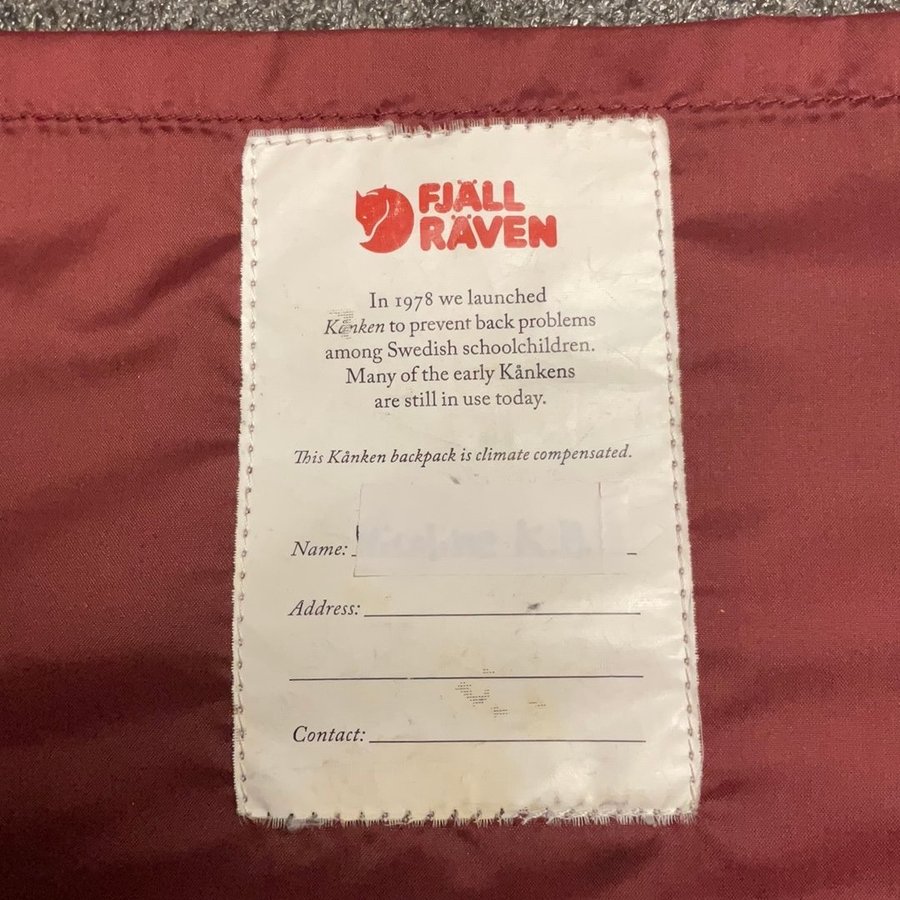 FJÄLL
RÄVEN
In 1978 we launched
Kånken to prevent back problems
among Swedish schoolchildren.
Many of the early Kånkens
are still in use today.
This Kånken backpack is climate compensated.
Name:
Address:
Contact: